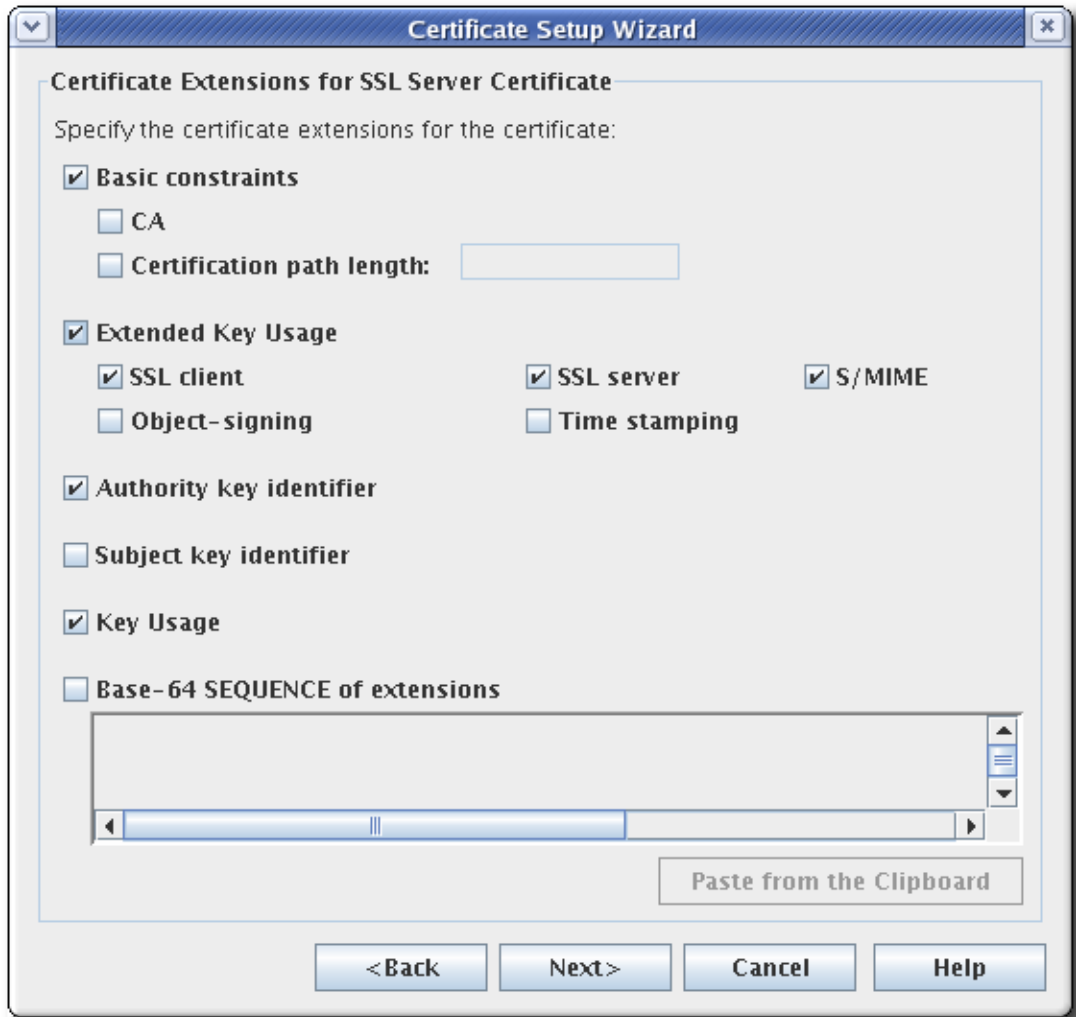 Certificate Setup Wizard
Certificate Extensions for SSL Server Certificate
Specify the certificate extensions for the certificate:
Basic constraints
CA
Certification path length:
Extended Key Usage
SSL client SSL server S/MIME
Object-signing Time stamping
Authority key identifier
Subject key identifier
Key Usage
Base-64 SEQUENCE of extensions
Paste from the Clipboard
<Back Next> Cancel Help